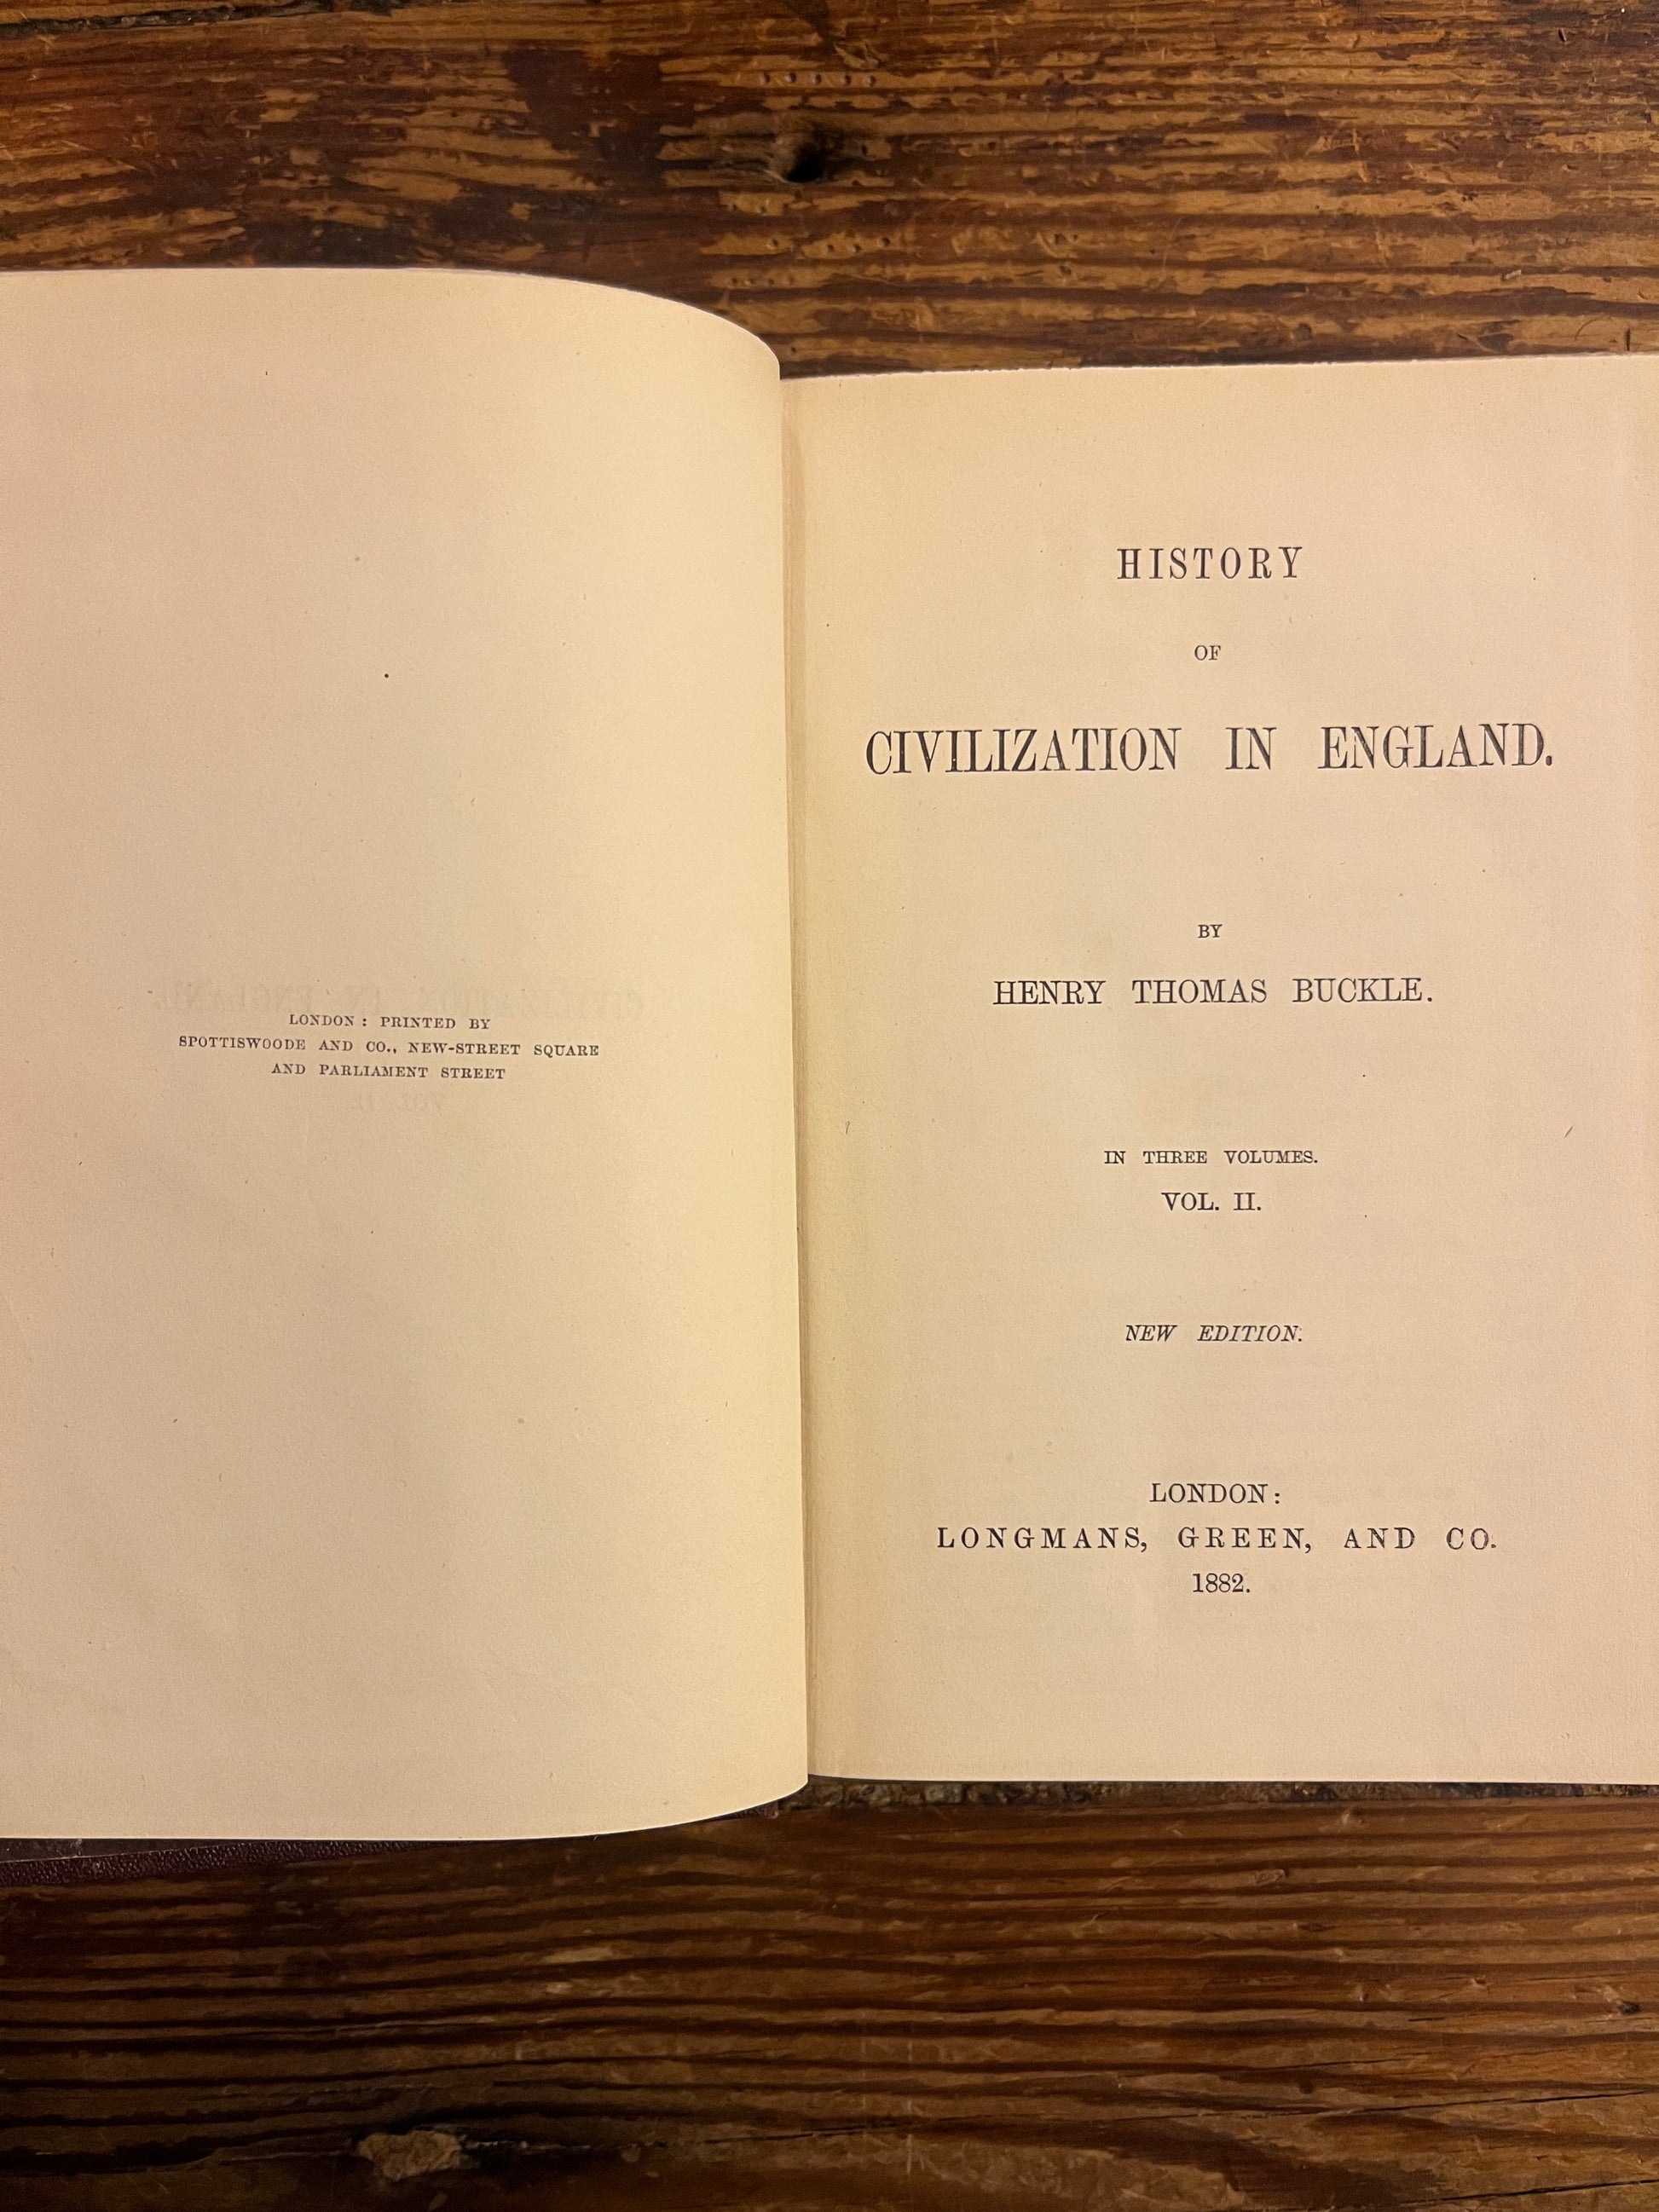 LONDON: PRINTED BY
SPOTTISWOODE AND CO., NEW-STREET SQUARE
AND PARLIAMENT STREET
HISTORY
OF
CIVILIZATION IN ENGLAND.
BY
HENRY THOMAS BUCKLE.
IN THREE VOLUMES.
VOL. II.
NEW EDITION.
LONDON:
LONGMANS, GREEN, AND CO.
1882.